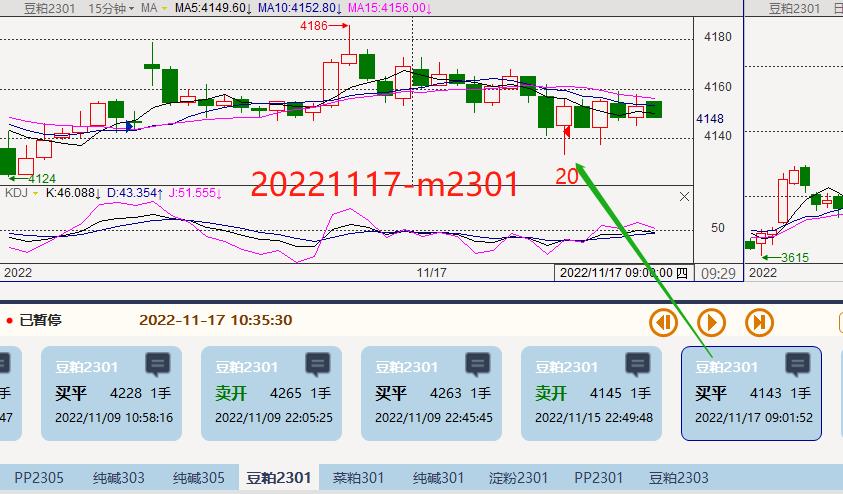 豆粕2301 15分钟 MA MA5:4149.60↓ MA10:4152.80↓ MA15:4156.00↓
豆粕2301 日
4186
4180
4160
4148
4140
4124
20221117-m2301
20
KDJ K:46.088↓ D:43.354↑ J:51.555↓
50
2022 11/17 2022/11/17 09:00:00 四 09:29
3615
2022
已暂停 2022-11-17 10:35:30
豆粕2301 豆粕2301 豆粕2301 豆粕2301 豆粕2301
手 买平 4228 1手 卖开 4265 1手 买平 4263 1手 卖开 4145 1手 买平 4143 1手
47 2022/11/09 10:58:16 2022/11/09 22:05:25 2022/11/09 22:45:45 2022/11/15 22:49:48 2022/11/17 09:01:52
PP2305 纯碱303 纯碱305 豆粕2301 菜粕301 纯碱301 淀粉2301 PP2301 豆粕2303